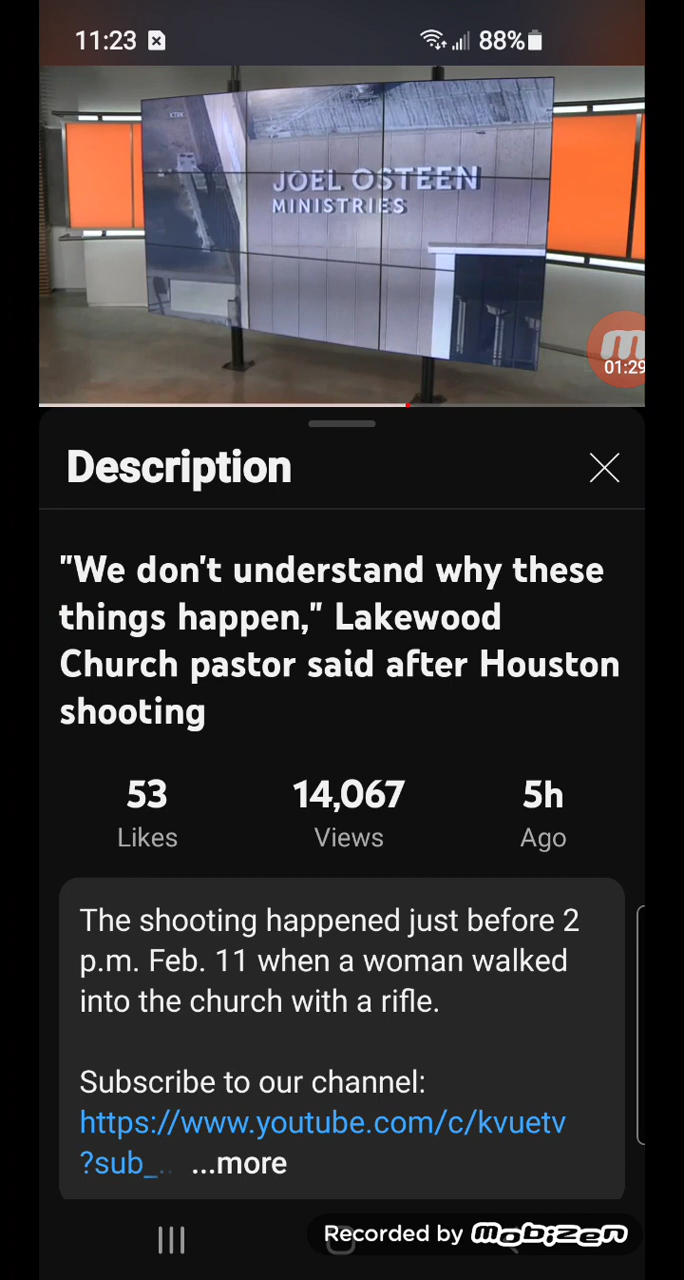 11:23
88%
KTRK
JOEL OSTEEN
MINISTRIES
01:29
Description
"We don't understand why these
things happen," Lakewood
Church pastor said after Houston
shooting
53
14,067
5h
Likes
Views
Ago
The shooting happened just before 2
p.m. Feb. 11 when a woman walked
into the church with a rifle.
Subscribe to our channel:
https://www.youtube.com/c/kvuetv
?sub_.. ...more
Recorded by mobizen